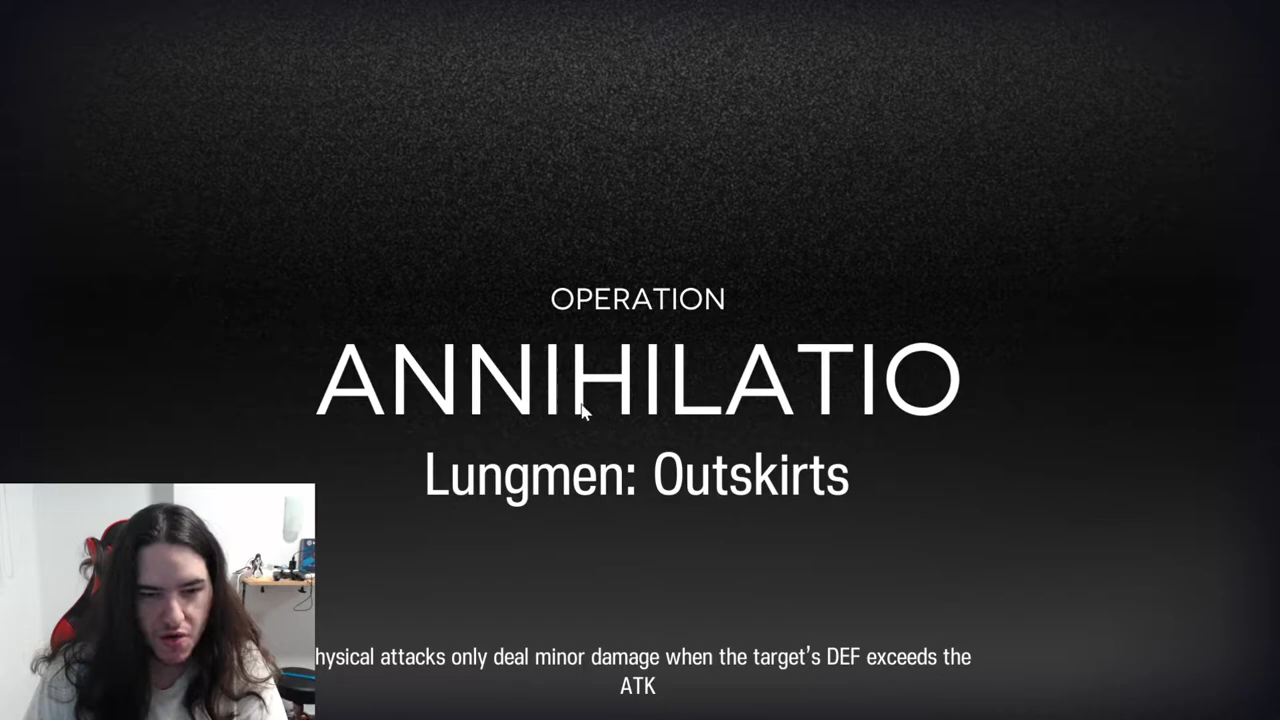 OPERATION
ANNIHILATIO
Lungmen: Outskirts
hysical attacks only deal minor damage when the target's DEF exceeds the
ATK